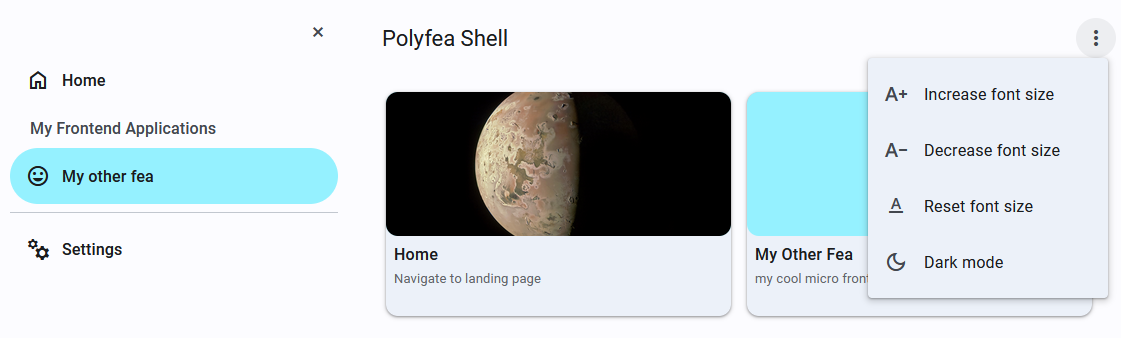 Polyfea Shell
Home
My Frontend Applications
My other fea
Settings
Home
Navigate to landing page
My Other Fea
my cool micro
A+ Increase font size
A- Decrease font size
A Reset font size
Dark mode